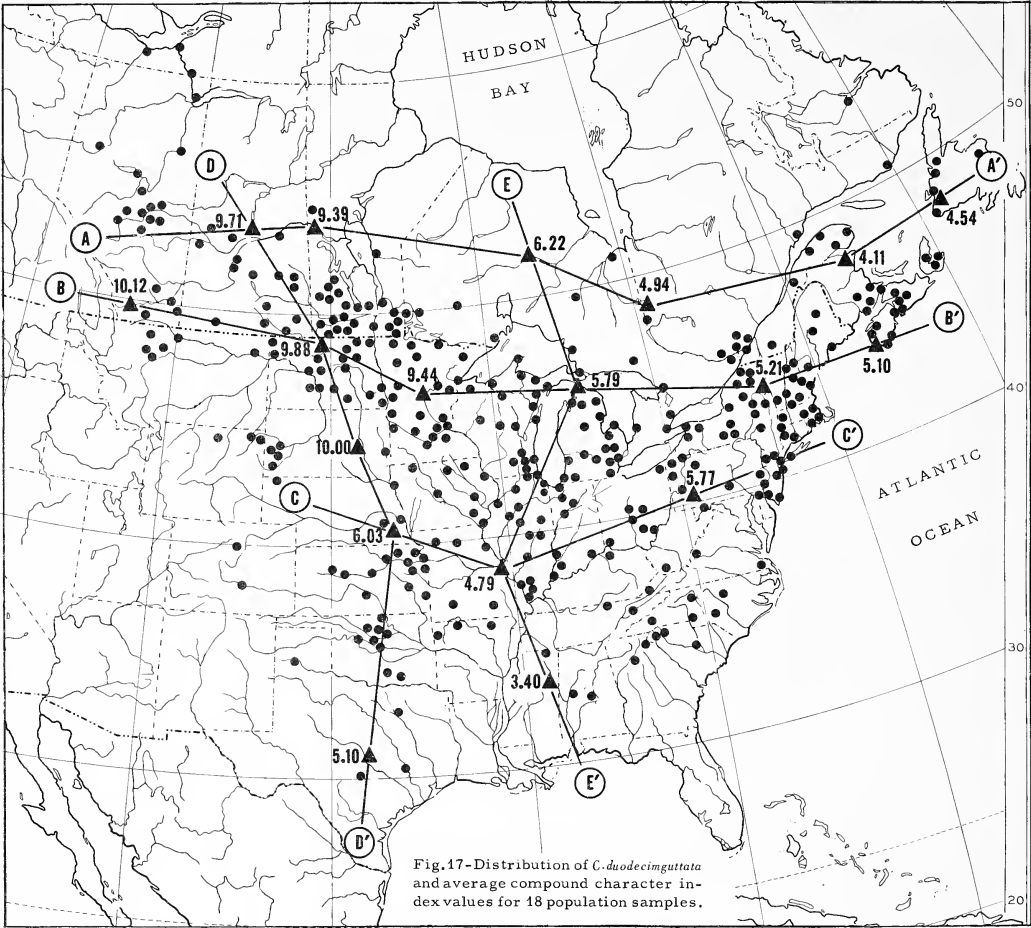 HUDSON
BAY
50
D
E
A'
9.71
9.39
4.54
A
6.22
4.11
B
10.12
4.94
B'
9.88
5.10
9.44
5.79
5.21
40
10.00
C'
C
5.77
ATLANTIC
6.03
OCEAN
4.79
30
3.40
5.10
E'
D'
Fig.17-Distribution of C.duodecimguttata
and average compound character in-
dex values for 18 population samples.
20